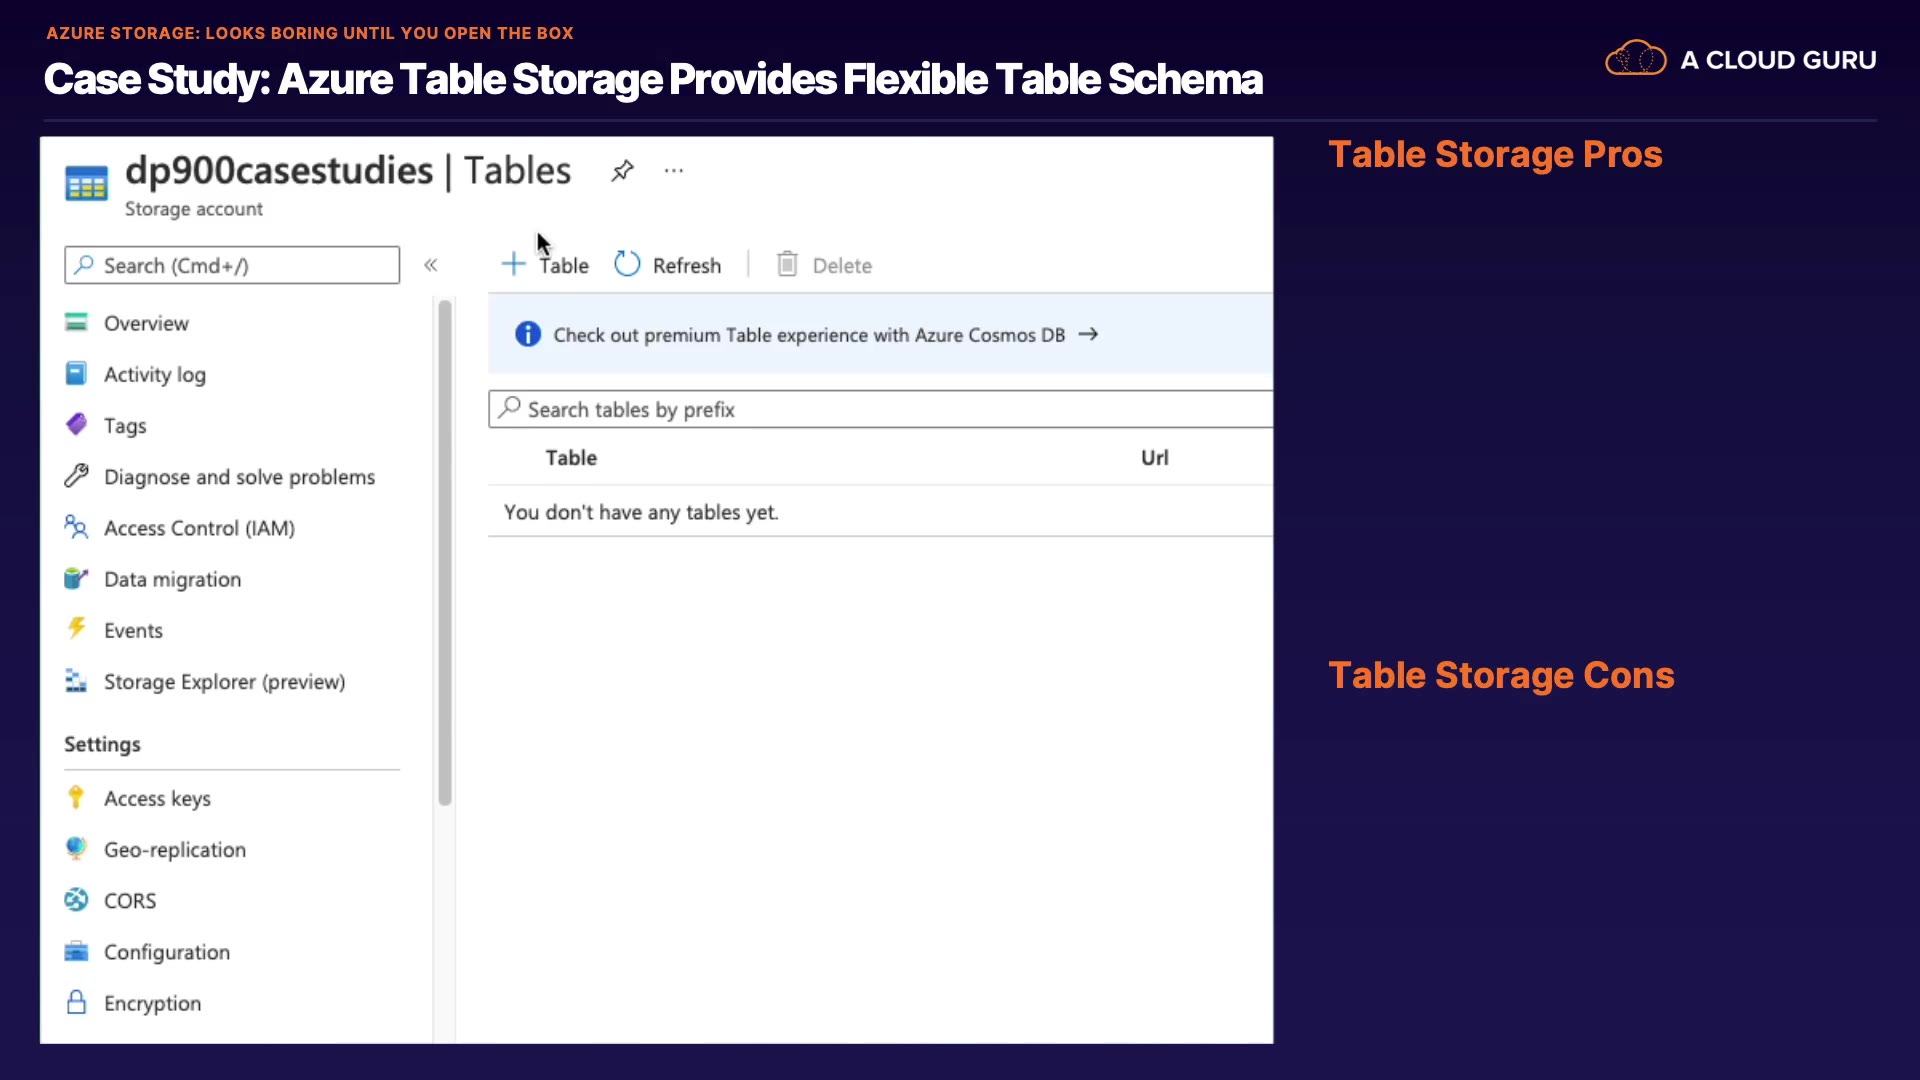 AZURE STORAGE: LOOKS BORING UNTIL YOU OPEN THE BOX
Case Study: Azure Table Storage Provides Flexible Table Schema
A CLOUD GURU
dp900casestudies | Tables
Storage account
Search (Cmd+/)
Overview
Activity log
Tags
Diagnose and solve problems
Access Control (IAM)
Data migration
Events
Storage Explorer (preview)
Settings
Access keys
Geo-replication
CORS
Configuration
Encryption
Table Refresh Delete
Check out premium Table experience with Azure Cosmos DB →
Search tables by prefix
Table Url
You don't have any tables yet.
Table Storage Pros
Table Storage Cons